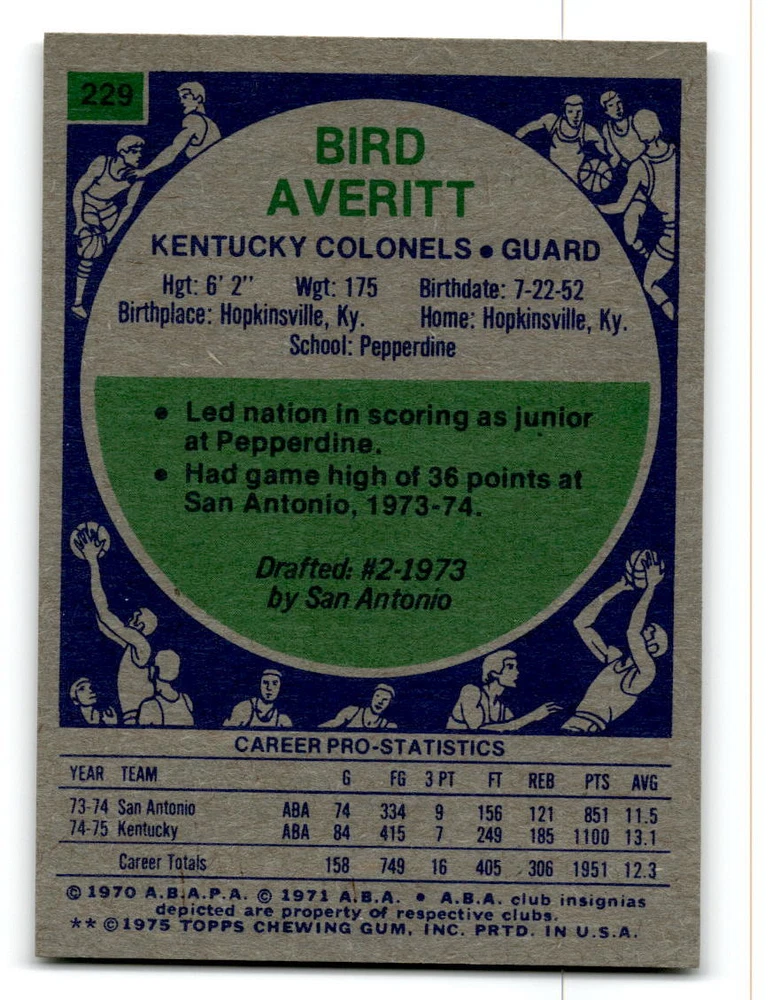 229
BIRD
AVERITT
KENTUCKY COLONELS • GUARD
Hgt: 6' 2" Wgt: 175 Birthdate: 7-22-52
Birthplace: Hopkinsville, Ky. Home: Hopkinsville, Ky.
School: Pepperdine
• Led nation in scoring as junior
at Pepperdine.
• Had game high of 36 points at
San Antonio, 1973-74.
Drafted: #2-1973
by San Antonio
CAREER PRO-STATISTICS
YEAR TEAM G FG 3 PT FT REB PTS AVG
73-74 San Antonio ABA 74 334 9 156 121 851 11.5
74-75 Kentucky ABA 84 415 7 249 185 1100 13.1
Career Totals 158 749 16 405 306 1951 12.3
© 1970 A.B.A.P.A. © 1971 A.B.A. • A.B.A. club insignias
depicted are property of respective clubs.
** © 1975 TOPPS CHEWING GUM, INC. PRTD. IN U.S.A.